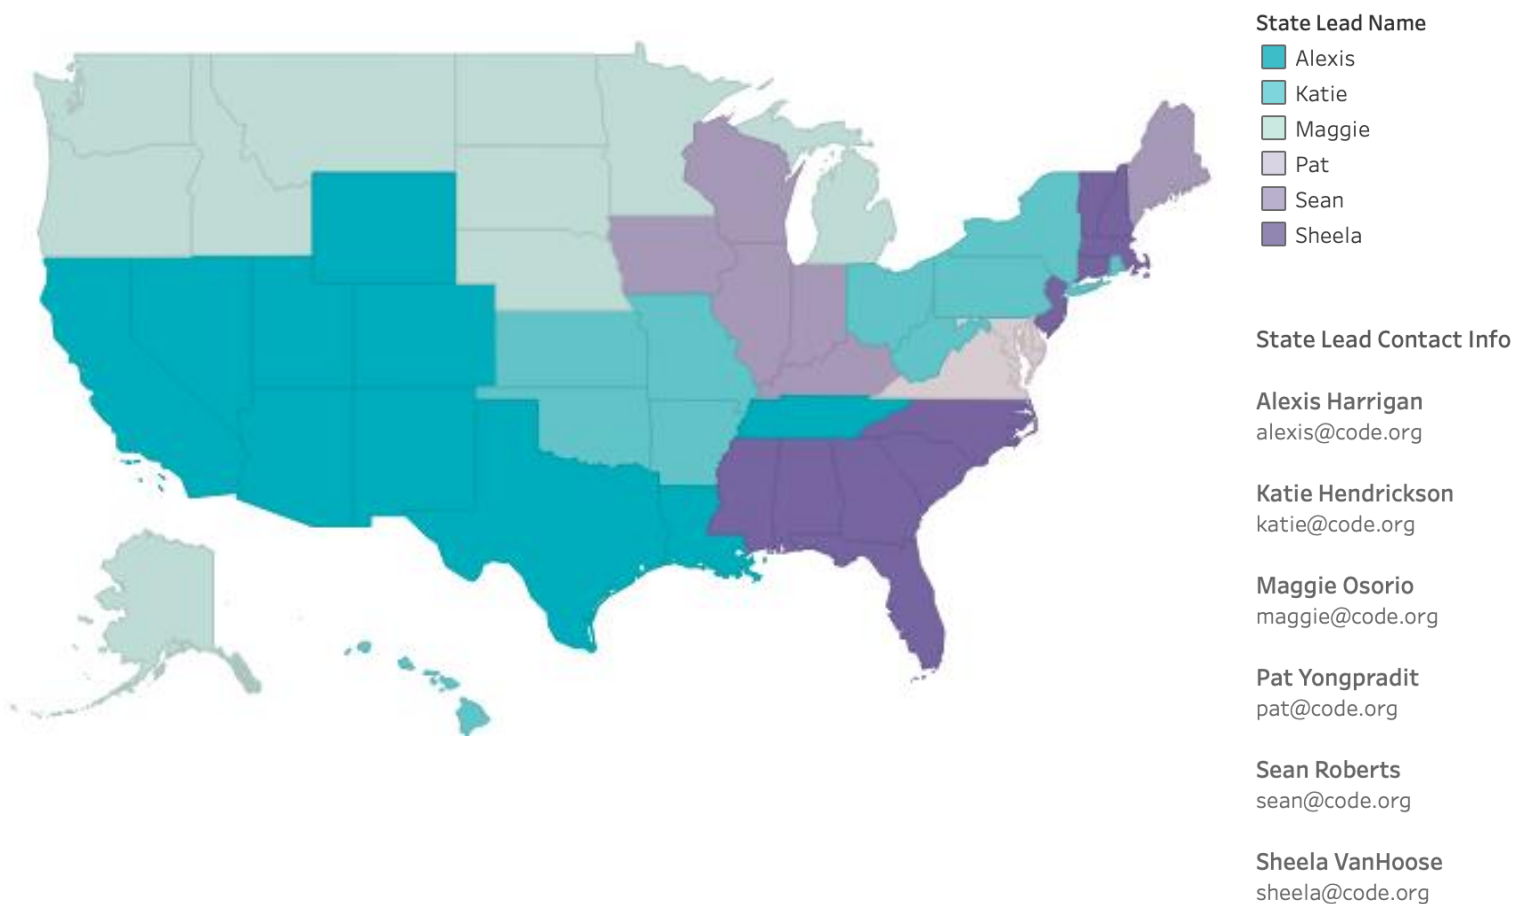 State Lead Name
Alexis
Katie
Maggie
Pat
Sean
Sheela
State Lead Contact Info
Alexis Harrigan
alexis@code.org
Katie Hendrickson
katie@code.org
Maggie Osorio
maggie@code.org
Pat Yongpradit
pat@code.org
Sean Roberts
sean@code.org
Sheela VanHoose
sheela@code.org